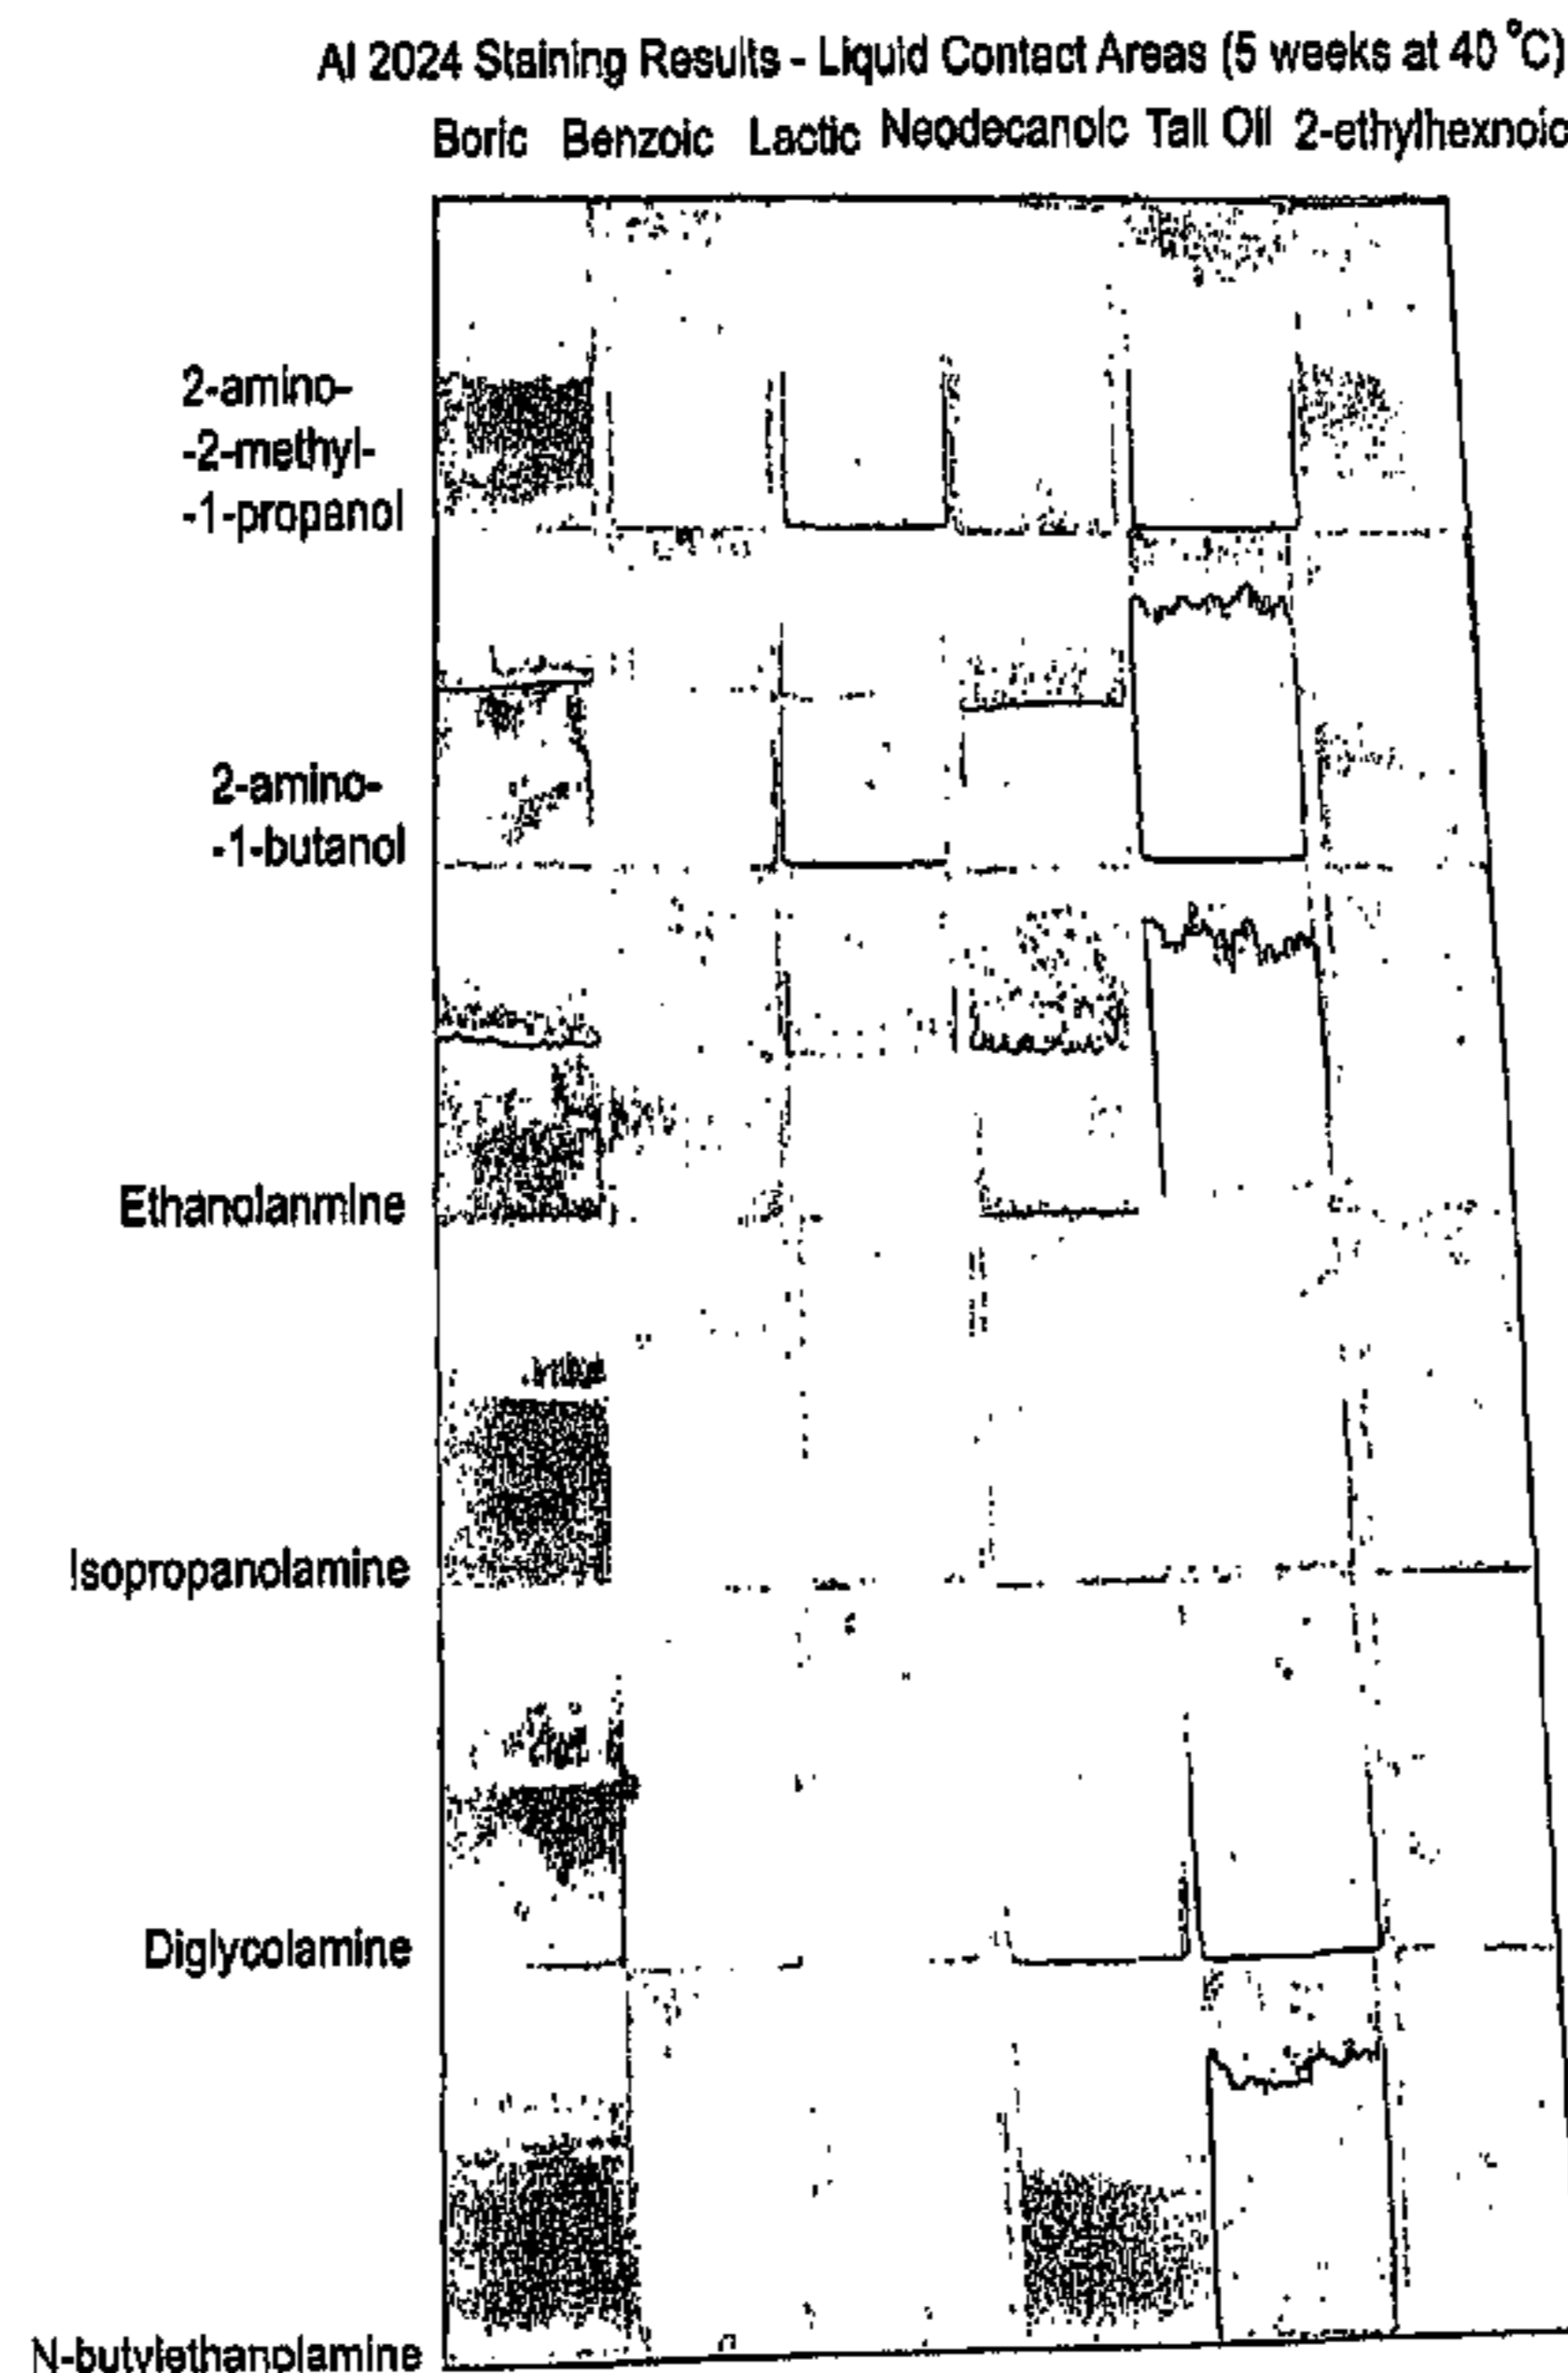 Al 2024 Staining Results - Liquid Contact Areas (5 weeks at 40 °C)
Boric Benzoic Lactic Neodecanoic Tall Oil 2-ethylhexnoic
2-amino-
-2-methyl-
-1-propanol
2-amino-
-1-butanol
Ethanolanmine
Isopropanolamine
Diglycolamine
N-butylethanolamine